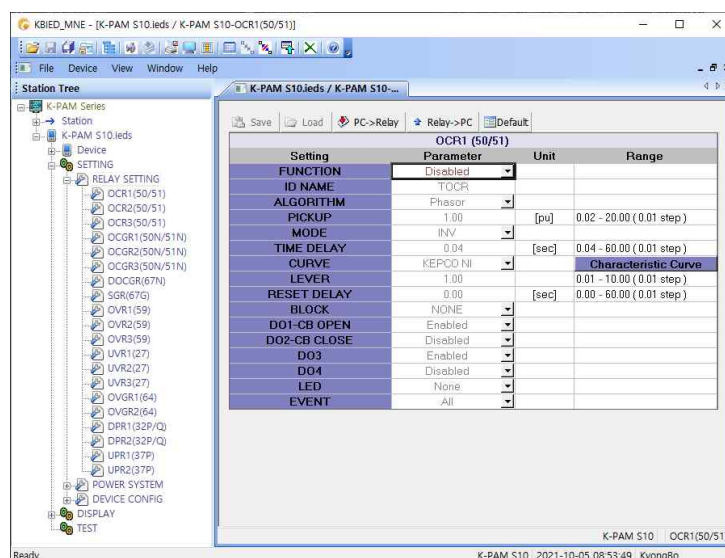 KBIED_MNE - [K-PAM S10.ieds / K-PAM S10-OCR1(50/51)]
File Device View Window Help
Station Tree
K-PAM S10.ieds / K-PAM S10-...
K-PAM Series
Station
K-PAM S10.ieds
Device
SETTING
RELAY SETTING
OCR1(50/51)
OCR2(50/51)
OCR3(50/51)
OCGR1(50N/51N)
OCGR2(50N/51N)
OCGR3(50N/51N)
DOCGR(67N)
SGR(67G)
OVR1(59)
OVR2(59)
OVR3(59)
UVR1(27)
UVR2(27)
UVR3(27)
OVGR1(64)
OVGR2(64)
DPR1(32P/Q)
DPR2(32P/Q)
UPR1(37P)
UPR2(37P)
POWER SYSTEM
DEVICE CONFIG
DISPLAY
TEST
Save Load PC->Relay Relay->PC Default
OCR1 (50/51)
Setting Parameter Unit Range
FUNCTION Disabled
ID NAME TOCR
ALGORITHM Phasor
PICKUP 1.00 [pu] 0.02 - 20.00 ( 0.01 step )
MODE INV
TIME DELAY 0.04 [sec] 0.04 - 60.00 ( 0.01 step )
CURVE KEPCO NI Characteristic Curve
LEVER 1.00 0.01 - 10.00 ( 0.01 step )
RESET DELAY 0.00 [sec] 0.00 - 60.00 ( 0.01 step )
BLOCK NONE
DO1-CB OPEN Enabled
DO2-CB CLOSE Disabled
DO3 Enabled
DO4 Disabled
LED None
EVENT All
K-PAM S10 OCR1(50/51
Ready K-PAM S10 2021-10-05 08:53:49 KyongBo